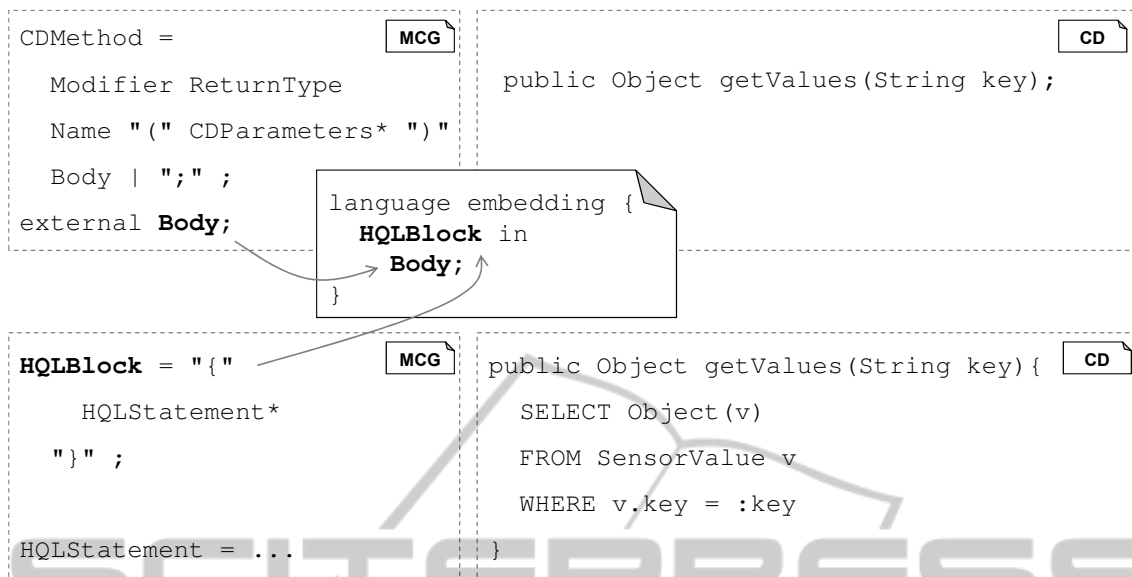 CDMethod =
MCG
Modifier ReturnType
Name "(" CDParameters* ")"
Body | ";" ;
external Body;
CD
public Object getValues(String key);
language embedding {
HQLBlock in
Body;
}
HQLBlock = "{"
MCG
HQLStatement*
"}" ;
HQLStatement = ...
public Object getValues(String key){
CD
SELECT Object(v)
FROM SensorValue v
WHERE v.key = :key
}
SCITEPRESS